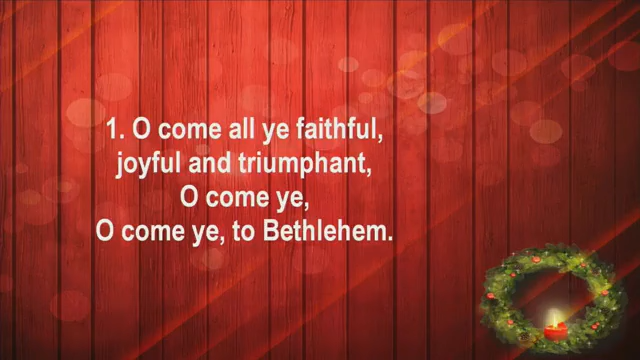 1. O come all ye faithful,
joyful and triumphant,
O come ye,
O come ye, to Bethlehem.